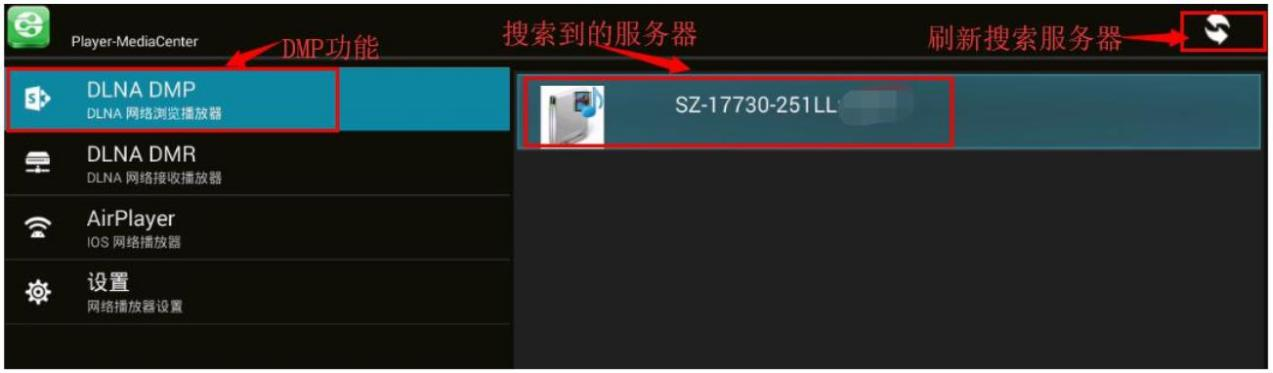 Player-MediaCenter
DMP功能
搜索到的服务器
刷新搜索服务器
DLNA DMP
DLNA 网络浏览播放器
SZ-17730-251LL
DLNA DMR
DLNA 网络接收播放器
AirPlayer
IOS 网络播放器
设置
网络播放器设置